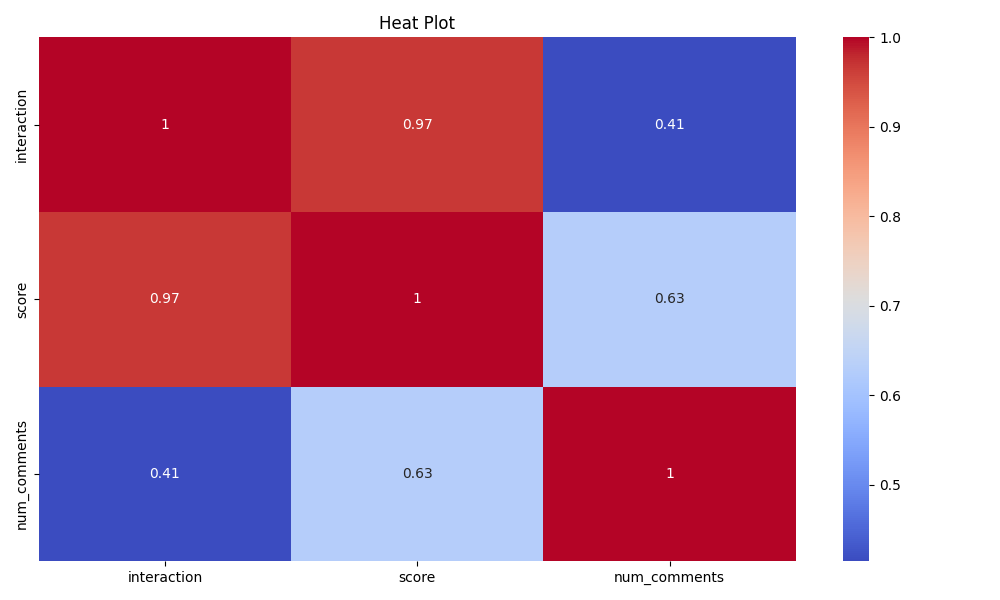 Heat Plot
interaction
1
0.97
0.41
score
0.97
1
0.63
num_comments
0.41
0.63
1
interaction
score
num_comments
1.0
0.9
0.8
0.7
0.6
0.5